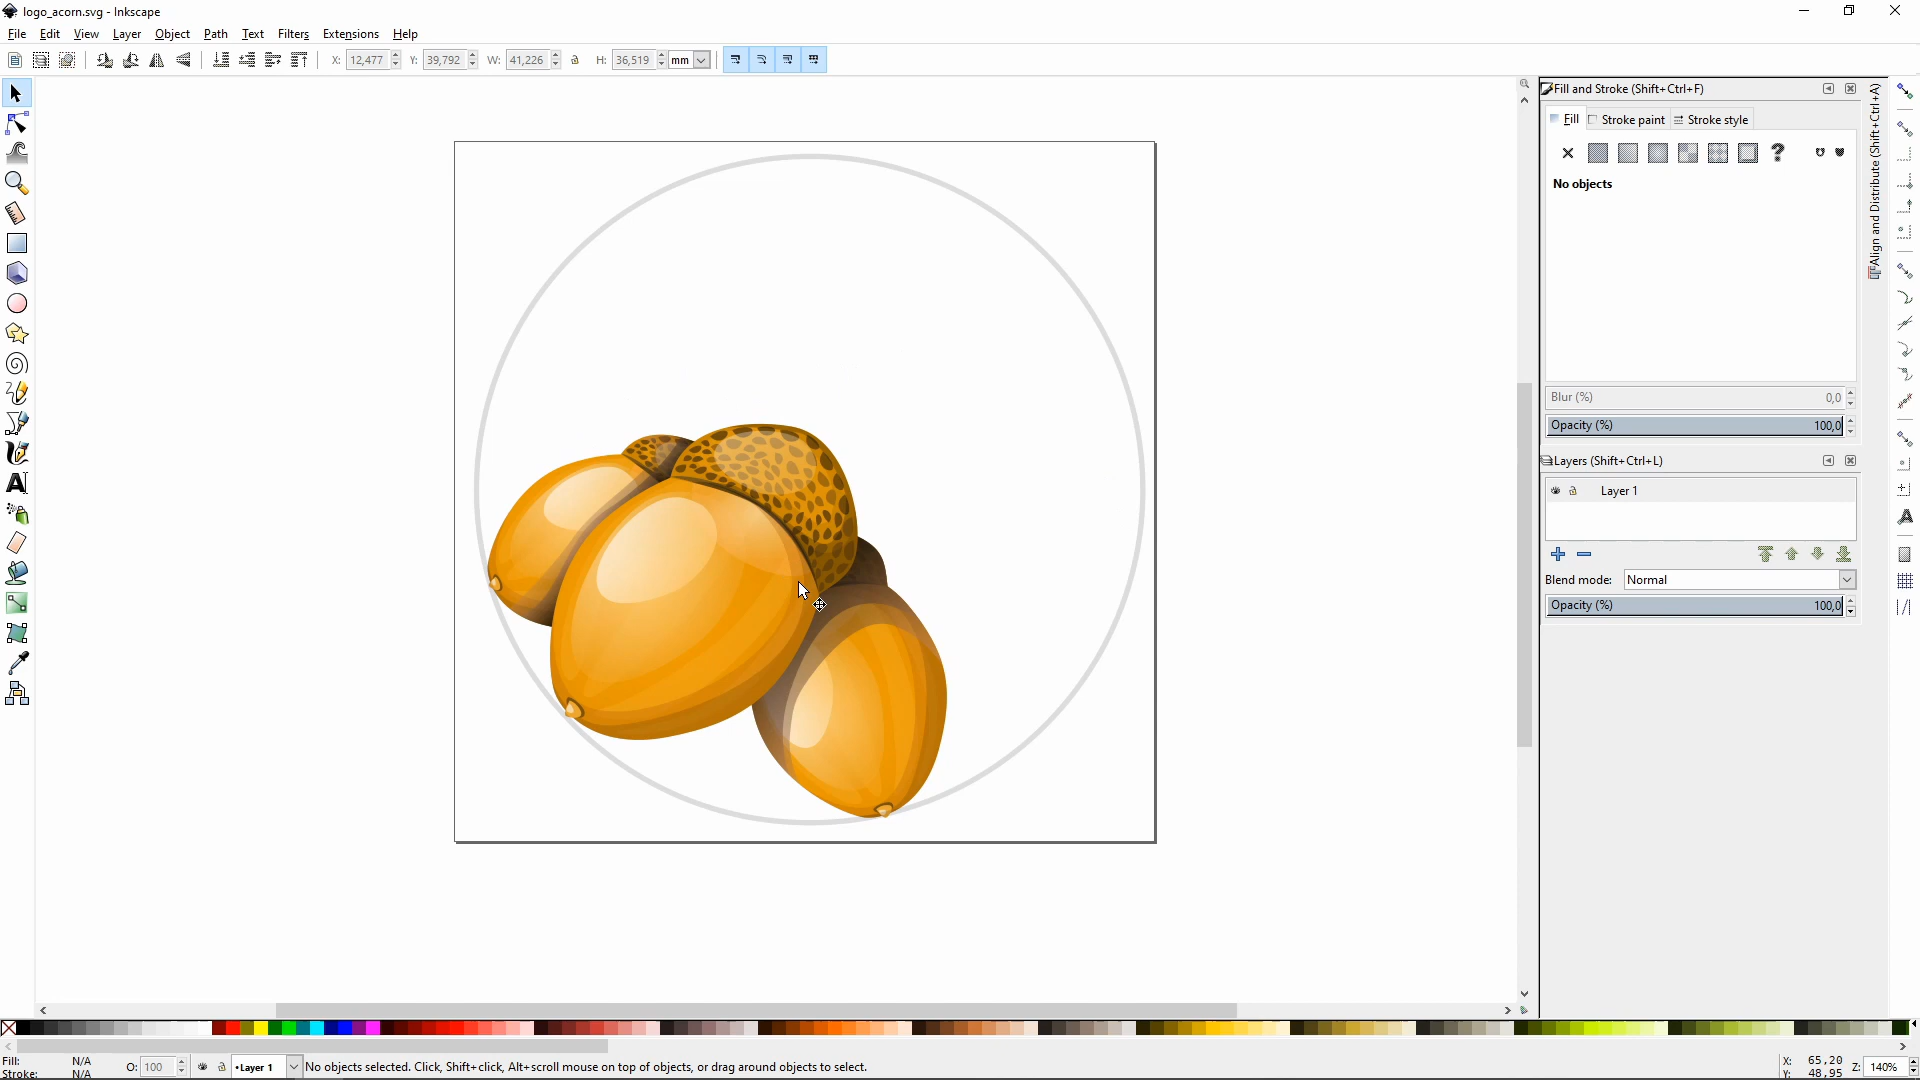 logo_acorn.svg - Inkscape
File Edit View Layer Object Path Text Filters Extensions Help
X: 12,477 Y: 39,792 W: 41,226 H: 36,519 mm
Fill and Stroke (Shift+Ctrl+F)
Fill Stroke paint Stroke style
No objects
Blur (%) 0,0
Opacity (%) 100,0
Layers (Shift+Ctrl+L)
Layer 1
Blend mode: Normal
Opacity (%) 100,0
Align and Distribute (Shift+Ctrl+A)
Fill: N/A
Stroke: N/A
O: 100
•Layer 1
No objects selected. Click, Shift+click, Alt+scroll mouse on top of objects, or drag around objects to select.
X: 65,20
Y: 48,95
Z: 140%